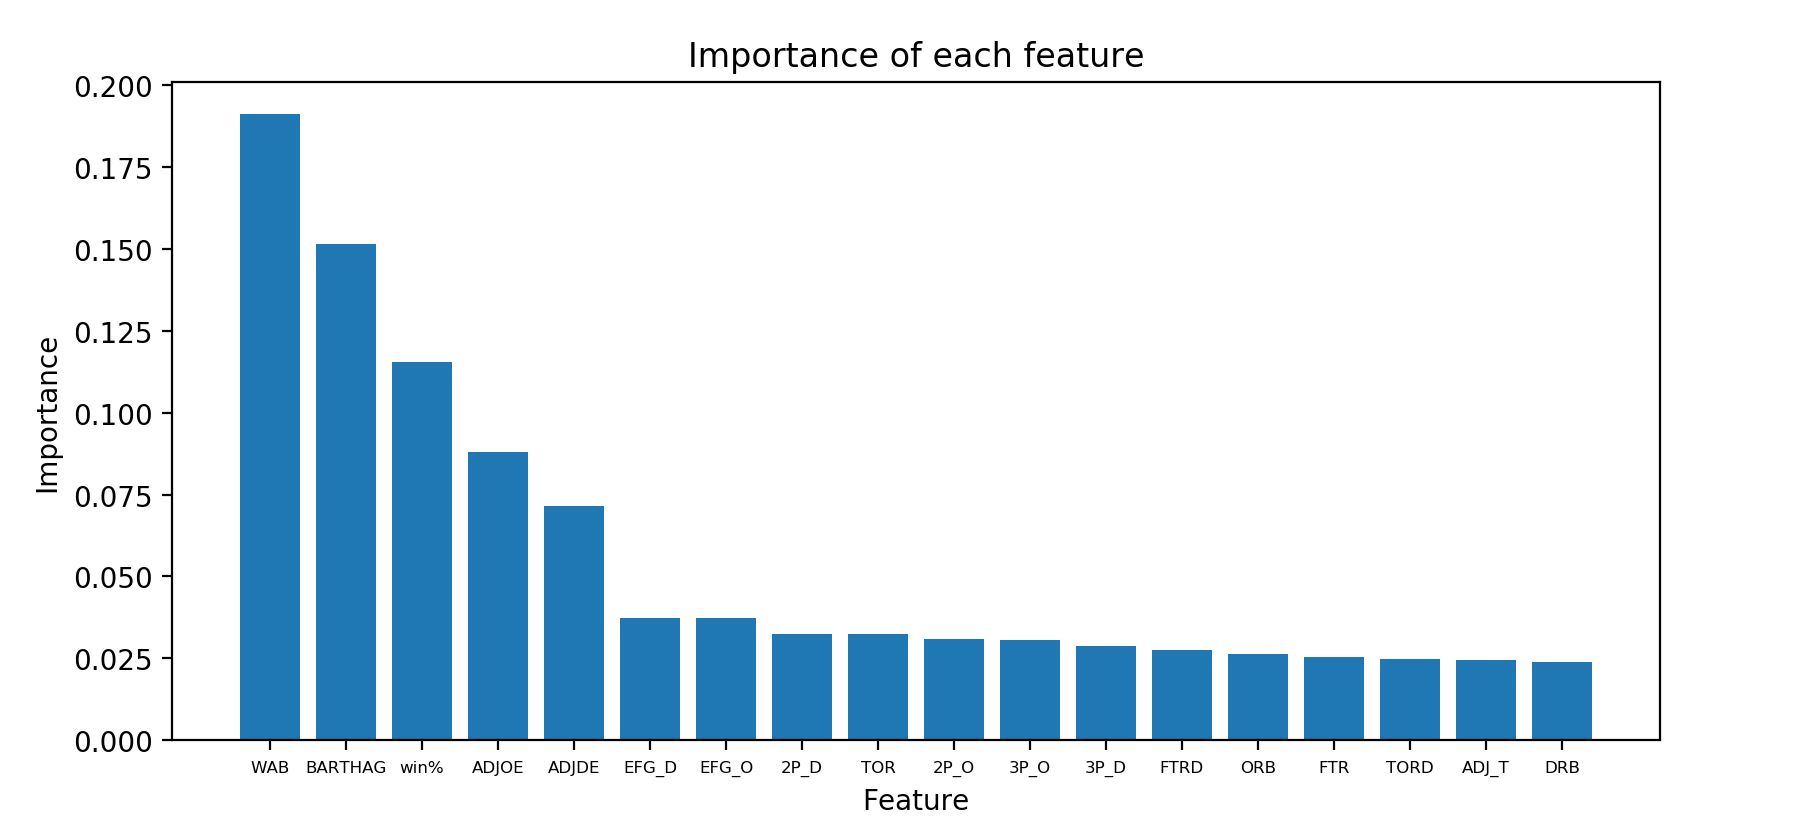 Importance of each feature
0.200
0.175
0.150
0.125
0.100
0.075
0.050
0.025
0.000
Importance
WAB BARTHAG win% ADJOE ADJDE EFG_D EFG_O 2P_D TOR 2P_O 3P_O 3P_D FTRD ORB FTR TORD ADJ_T DRB
Feature